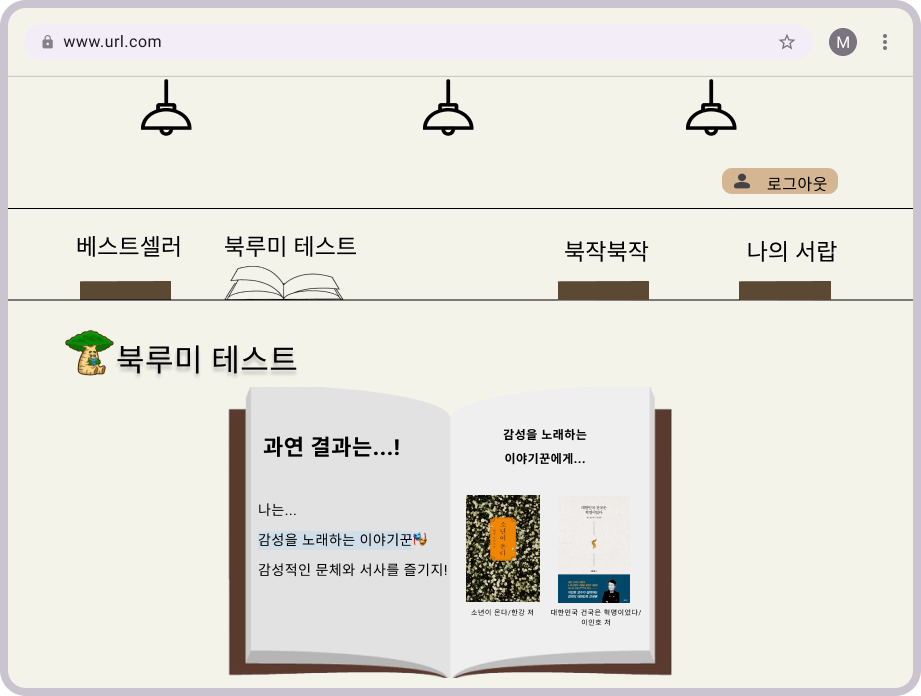 www.url.com
M
로그아웃
베스트셀러
북루미 테스트
북작북작
나의 서랍
북루미 테스트
과연 결과는...!
나는...
감성을 노래하는 이야기꾼
감성적인 문체와 서사를 즐기지!
감성을 노래하는
이야기꾼에게...
소년이 온다
소년이 온다/한강 저
대한민국 건국은 혁명이었다/
이인호 저